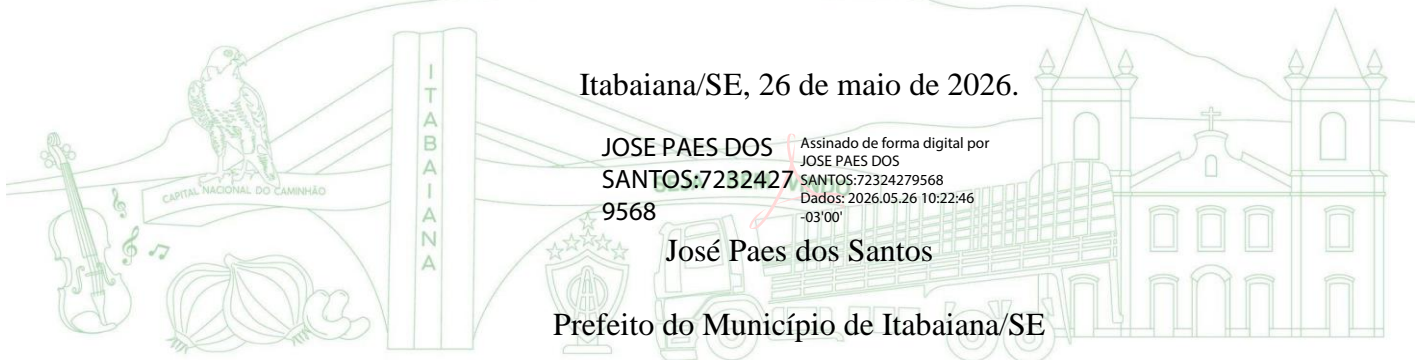 Itabaiana/SE, 26 de maio de 2026.
JOSE PAES DOS
SANTOS:7232427
9568
Assinado de forma digital por
JOSE PAES DOS
SANTOS:72324279568
Dados: 2026.05.26 10:22:46
-03'00'
José Paes dos Santos
Prefeito do Município de Itabaiana/SE
ITABAIANA
CAPITAL NACIONAL DO CAMINHÃO